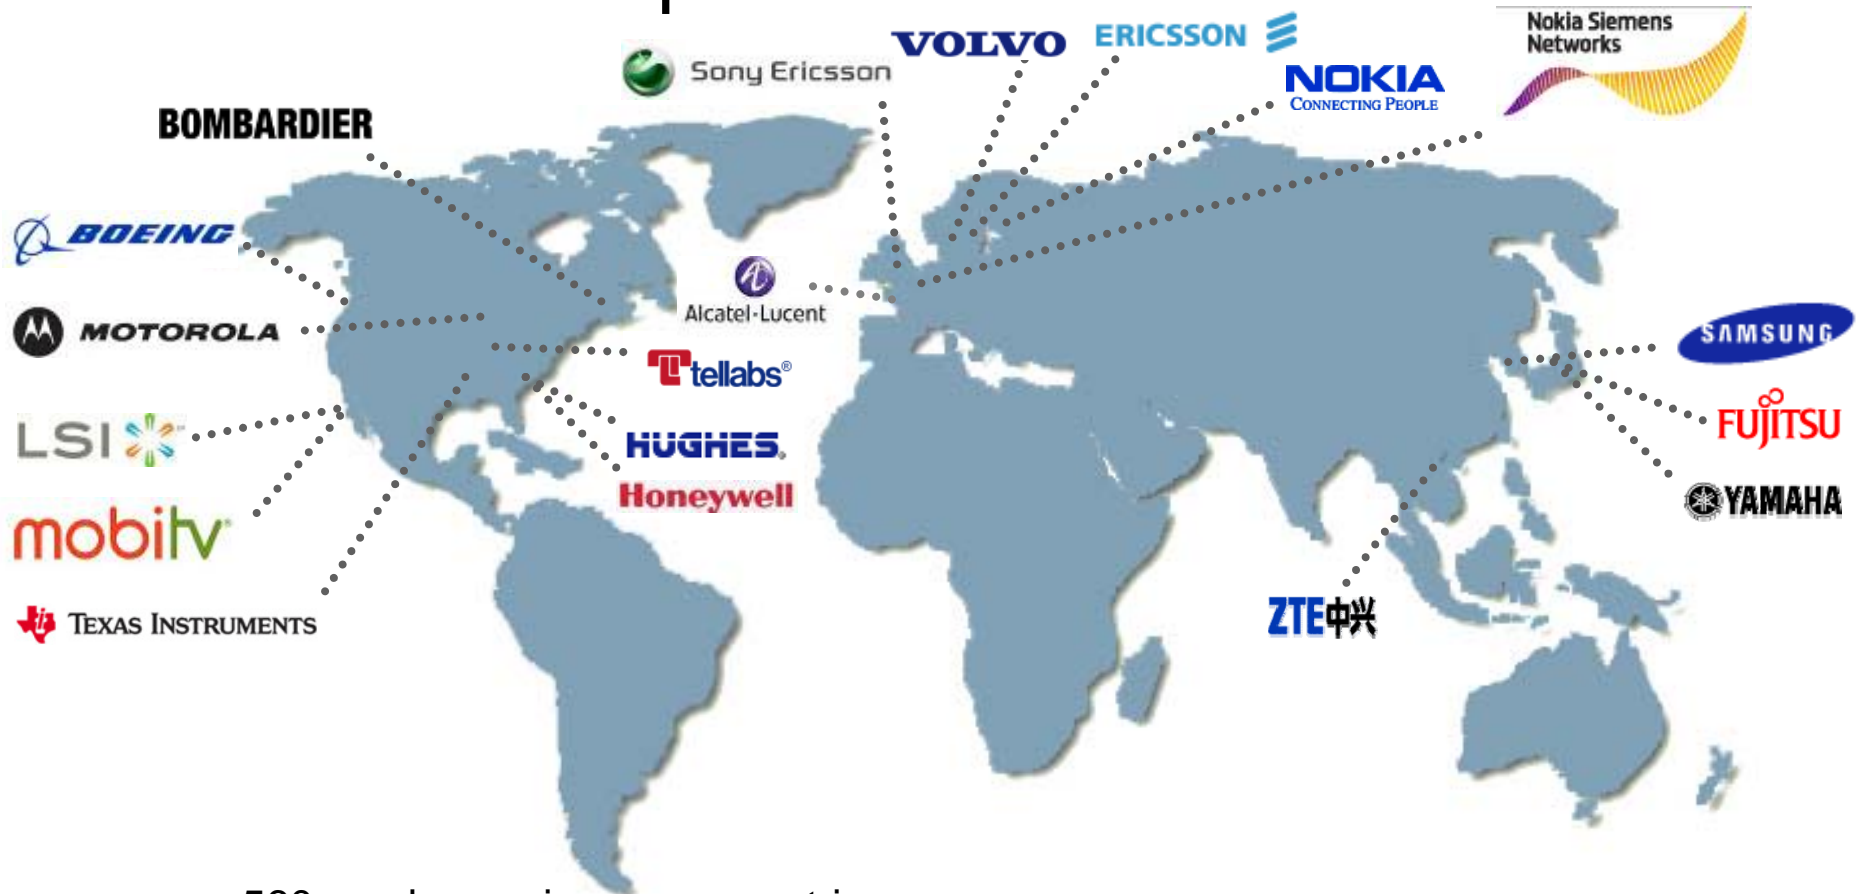 VOLVO
ERICSSON
Nokia Siemens
Networks
Sony Ericsson
NOKIA
CONNECTING PEOPLE
BOMBARDIER
BOEING
MOTOROLA
Alcatel·Lucent
tellabs®
SAMSUNG
LSI
FUJITSU
HUGHES®
Honeywell
YAMAHA
mobitv
TEXAS INSTRUMENTS
ZTE中兴